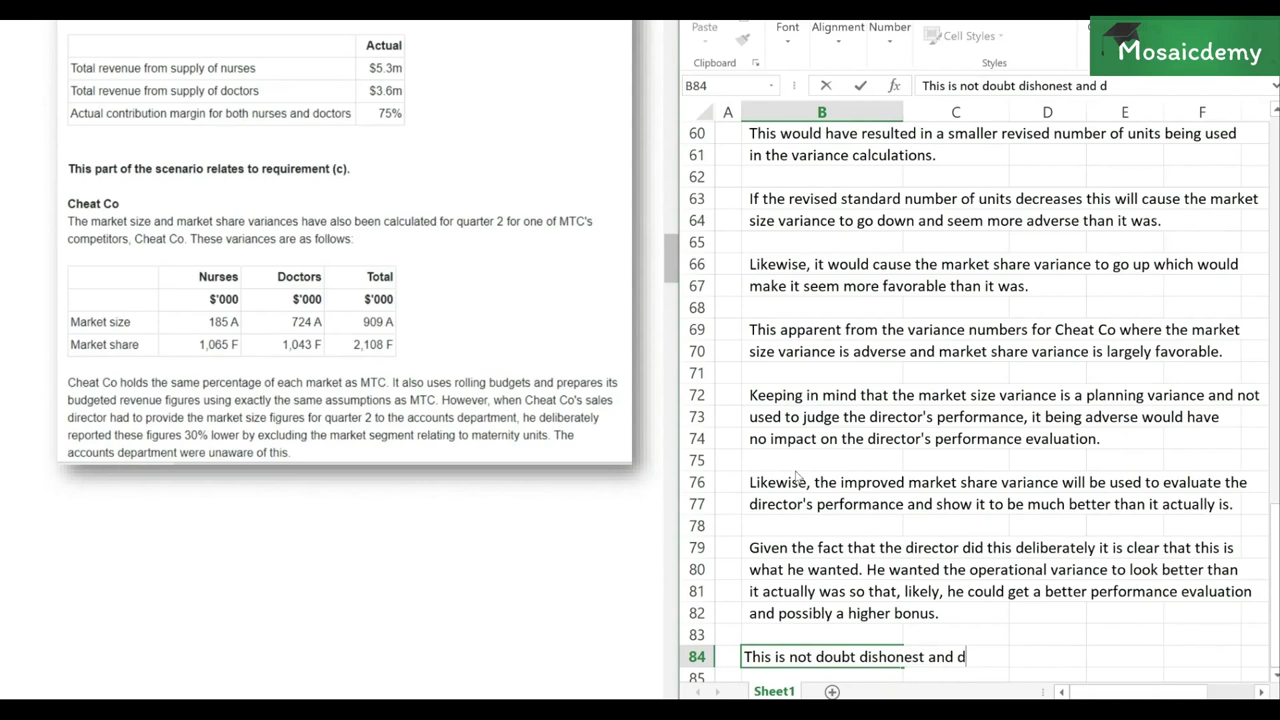 Actual
Total revenue from supply of nurses $5.3m
Total revenue from supply of doctors $3.6m
Actual contribution margin for both nurses and doctors 75%
This part of the scenario relates to requirement (c).
Cheat Co
The market size and market share variances have also been calculated for quarter 2 for one of MTC's
competitors, Cheat Co. These variances are as follows:
Nurses Doctors Total
$'000 $'000 $'000
Market size 185 A 724 A 909 A
Market share 1,065 F 1,043 F 2,108 F
Cheat Co holds the same percentage of each market as MTC. It also uses rolling budgets and prepares its
budgeted revenue figures using exactly the same assumptions as MTC. However, when Cheat Co's sales
director had to provide the market size figures for quarter 2 to the accounts department, he deliberately
reported these figures 30% lower by excluding the market segment relating to maternity units. The
accounts department were unaware of this.
Paste Font Alignment Number
Cell Styles
Clipboard Styles
Mosaicdemy
B84 fx This is not doubt dishonest and d
A B C D E F
60 This would have resulted in a smaller revised number of units being used
61 in the variance calculations.
62
63 If the revised standard number of units decreases this will cause the market
64 size variance to go down and seem more adverse than it was.
65
66 Likewise, it would cause the market share variance to go up which would
67 make it seem more favorable than it was.
68
69 This apparent from the variance numbers for Cheat Co where the market
70 size variance is adverse and market share variance is largely favorable.
71
72 Keeping in mind that the market size variance is a planning variance and not
73 used to judge the director's performance, it being adverse would have
74 no impact on the director's performance evaluation.
75
76 Likewise, the improved market share variance will be used to evaluate the
77 director's performance and show it to be much better than it actually is.
78
79 Given the fact that the director did this deliberately it is clear that this is
80 what he wanted. He wanted the operational variance to look better than
81 it actually was so that, likely, he could get a better performance evaluation
82 and possibly a higher bonus.
83
84 This is not doubt dishonest and d
85
Sheet1